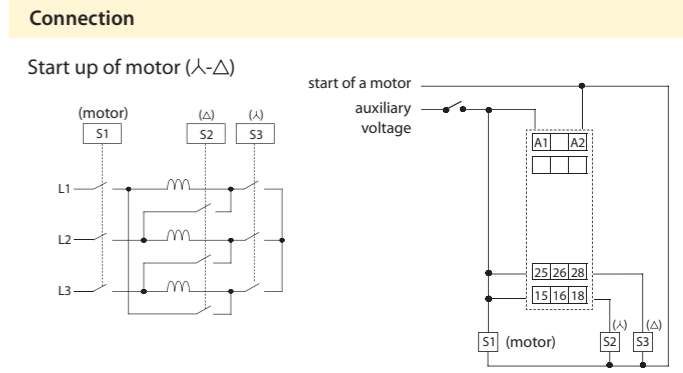 Connection
Start up of motor (⅄-△)
(motor) (△) (⅄)
S1 S2 S3
L1
L2
L3
start of a motor
auxiliary
voltage
A1 A2
25 26 28
15 16 18
(⅄) (△)
S1 (motor) S2 S3